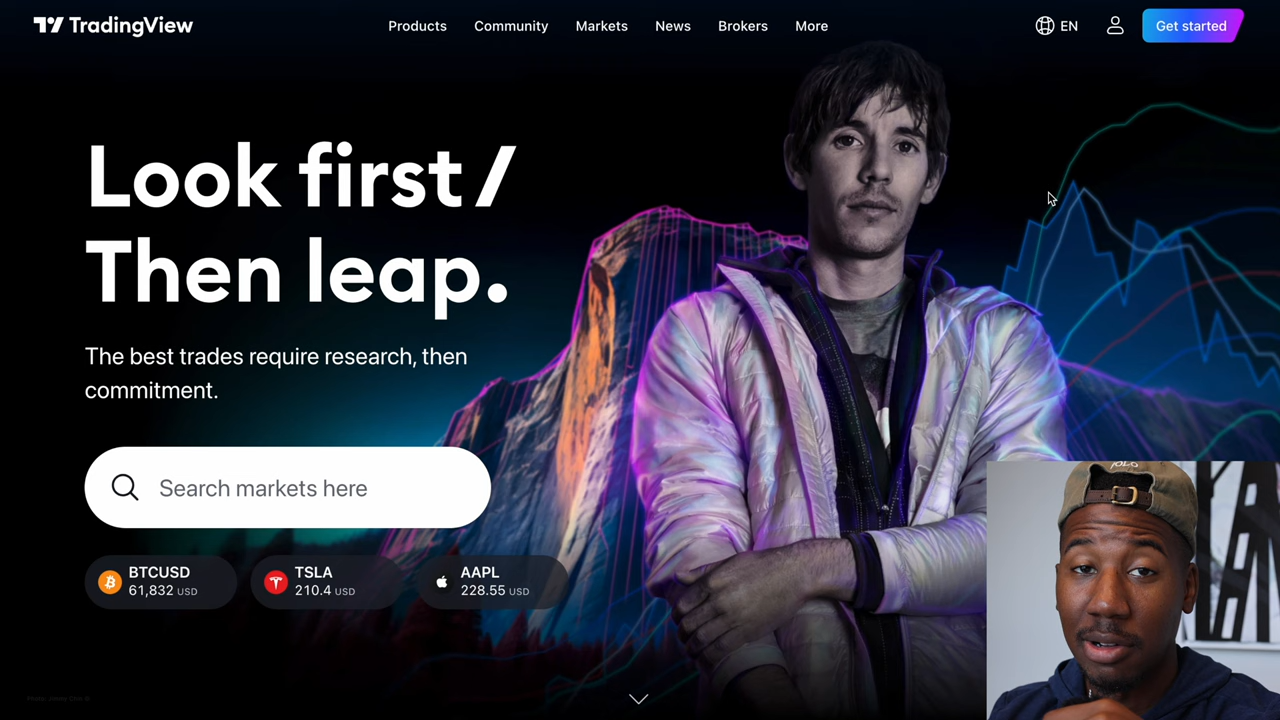 TradingView
Products Community Markets News Brokers More
EN
Get started
Look first /
Then leap.
The best trades require research, then
commitment.
Search markets here
BTCUSD
61,832 USD
TSLA
210.4 USD
AAPL
228.55 USD
POLO